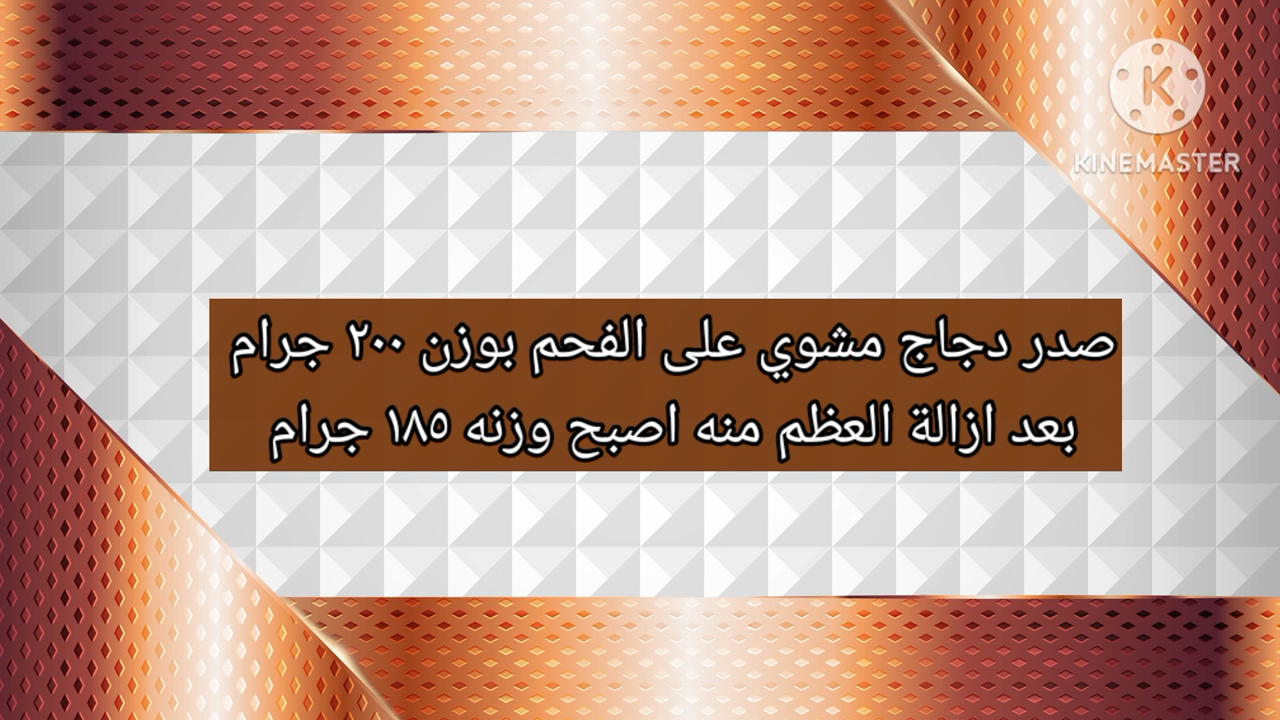 KINEMASTER
صدر دجاج مشوي على الفحم بوزن ٢٠٠ جرام
بعد ازالة العظم منه اصبح وزنه ١٨٥ جرام